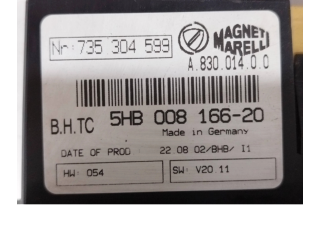 Nr: 735 304 599
MAGNETI
MARELLI
A.830.014.0 0
B.H.TC 5HB 008 166-20
Made in Germany
DATE OF PROD 22 08 02/BHB/ I1
HW: 054 SW: V20.11